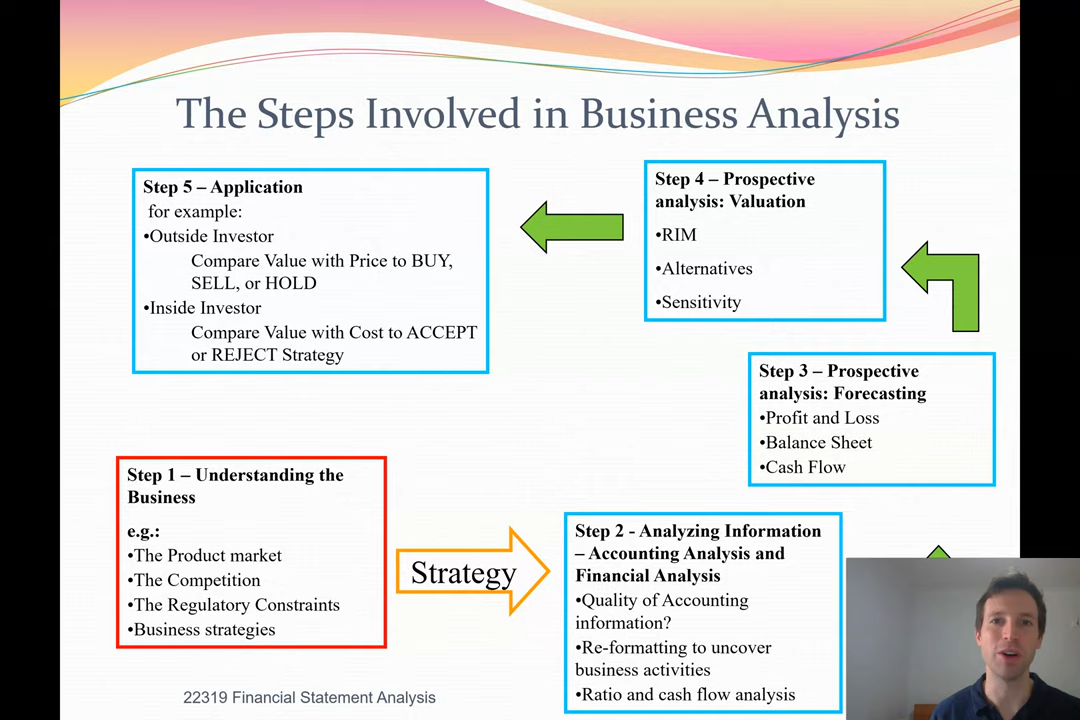 The Steps Involved in Business Analysis
Step 5 – Application
for example:
•Outside Investor
Compare Value with Price to BUY,
SELL, or HOLD
•Inside Investor
Compare Value with Cost to ACCEPT
or REJECT Strategy
Step 4 – Prospective
analysis: Valuation
•RIM
•Alternatives
•Sensitivity
Step 3 – Prospective
analysis: Forecasting
•Profit and Loss
•Balance Sheet
•Cash Flow
Step 1 – Understanding the
Business
e.g.:
•The Product market
•The Competition
•The Regulatory Constraints
•Business strategies
Strategy
Step 2 - Analyzing Information
– Accounting Analysis and
Financial Analysis
•Quality of Accounting
information?
•Re-formatting to uncover
business activities
•Ratio and cash flow analysis
22319 Financial Statement Analysis